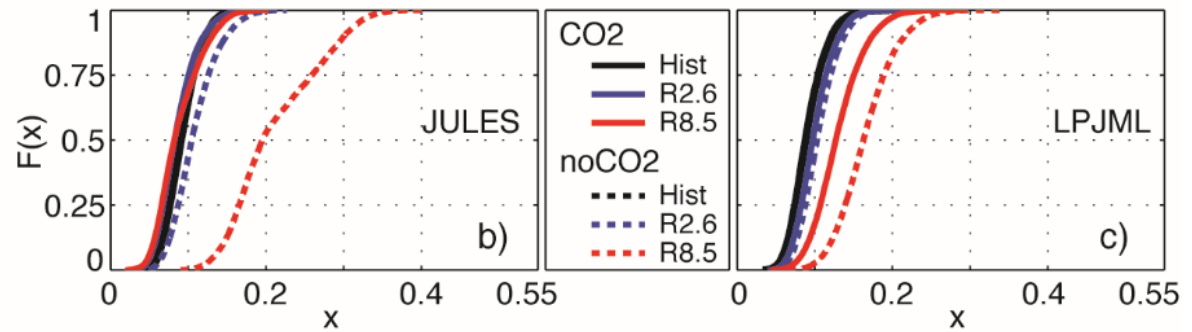 1
0.75
0.5
0.25
0
F(x)
JULES
b)
0
0.2
0.4
0.55
x
CO2
Hist
R2.6
R8.5
noCO2
Hist
R2.6
R8.5
LPJML
c)
0
0.2
0.4
0.55
x